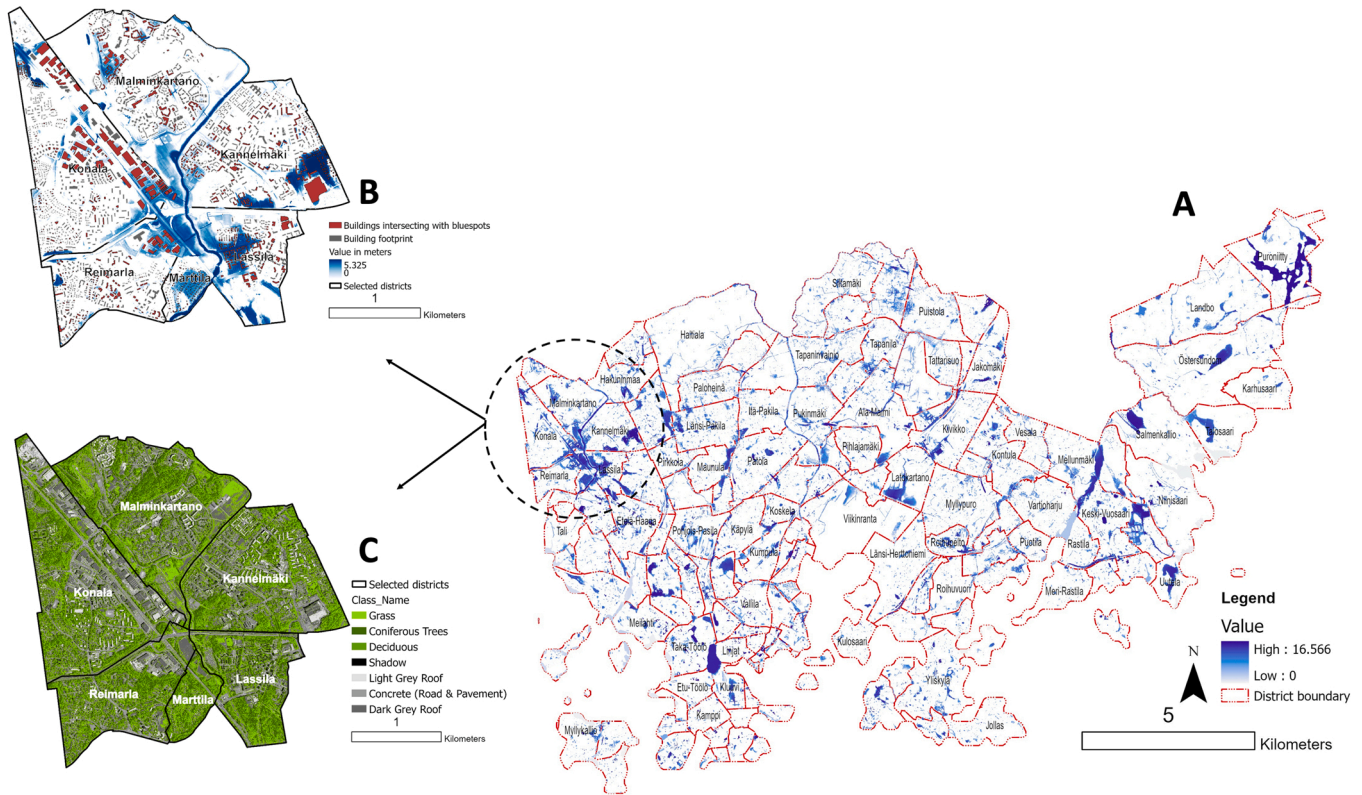 B
Malminkartano
Kannelmäki
Konala
Lassila
Reimarla
Marttila
Buildings intersecting with bluespots
Building footprint
Value in meters
5.325
0
Selected districts
1
Kilometers
C
Malminkartano
Kannelmäki
Konala
Reimarla
Marttila
Lassila
Selected districts
Class_Name
Grass
Coniferous Trees
Deciduous
Shadow
Light Grey Roof
Concrete (Road & Pavement)
Dark Grey Roof
1
Kilometers
A
Puroniitty
Landbo
Östersundom
Karhusaari
Salmenkallio
Talosaari
Siltamäki
Puistola
Haltiala
Tapaninvainio
Tapanila
Tattarisuo
Jakomäki
Hakuninmaa
Paloheinä
Malminkartano
Itä-Pakila
Pukinmäki
Ala-Malmi
Konala
Kannelmäki
Länsi-Pakila
Kivikko
Vesala
Pihlajamäki
Kontula
Mellunmäki
Reimarla
Lassila
Pirkkola
Maunula
Patola
Latokartano
Niinisaari
Myllypuro
Vartioharju
Keski-Vuosaari
Tali
Etelä-Haaga
Pohjois-Pasila
Käpylä
Koskela
Viikinranta
Kumpula
Länsi-Herttoniemi
Roihupelto
Puotila
Rastila
Uutela
Meri-Rastila
Roihuvuori
Vallila
Meilahti
Kulosaari
Taka-Töölö
Linjat
Etu-Töölö
Kluuvi
Yliskylä
Kamppi
Myllykallio
Jollas
Legend
Value
High : 16.566
Low : 0
District boundary
N
5
Kilometers